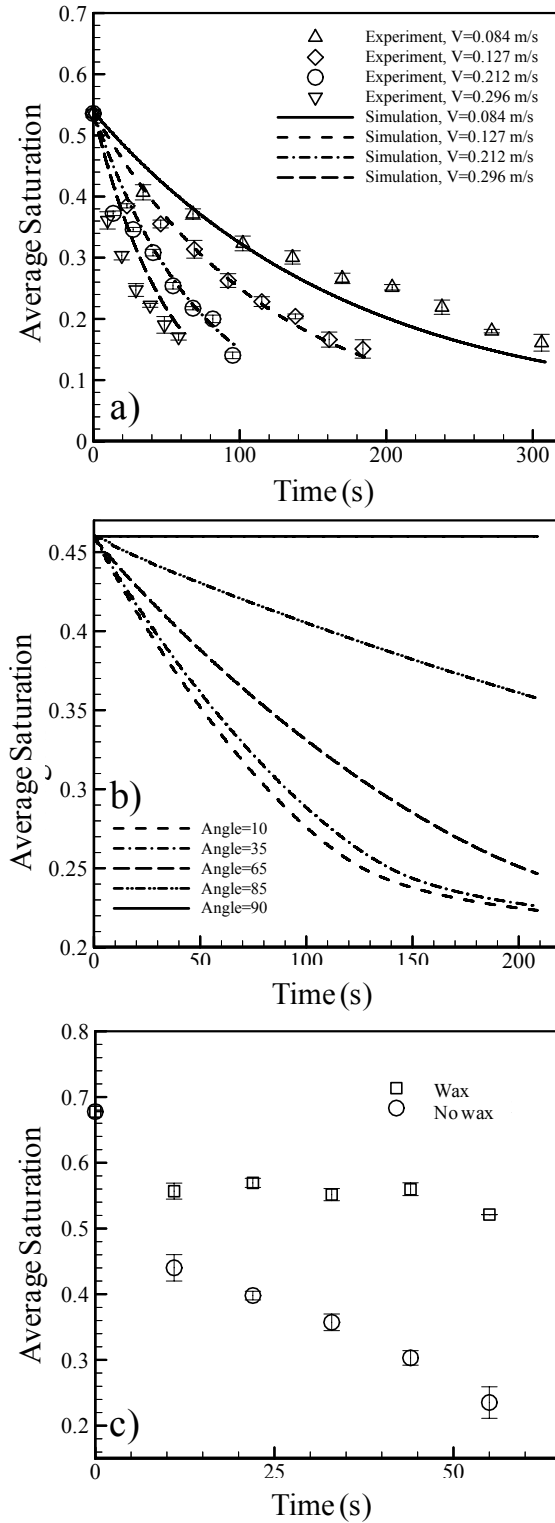 0.7
Experiment, V=0.084 m/s
Experiment, V=0.127 m/s
0.6
Experiment, V=0.212 m/s
Experiment, V=0.296 m/s
Simulation, V=0.084 m/s
0.5
Simulation, V=0.127 m/s
Simulation, V=0.212 m/s
Simulation, V=0.296 m/s
0.4
0.3
0.2
0.1
0
Average Saturation
a)
0
100
200
300
Time (s)
0.45
0.4
0.35
0.3
0.25
0.2
Average Saturation
b)
Angle=10
Angle=35
Angle=65
Angle=85
Angle=90
0
50
100
150
200
Time (s)
0.8
0.7
0.6
0.5
0.4
0.3
0.2
Average Saturation
Wax
No wax
c)
0
25
50
Time (s)